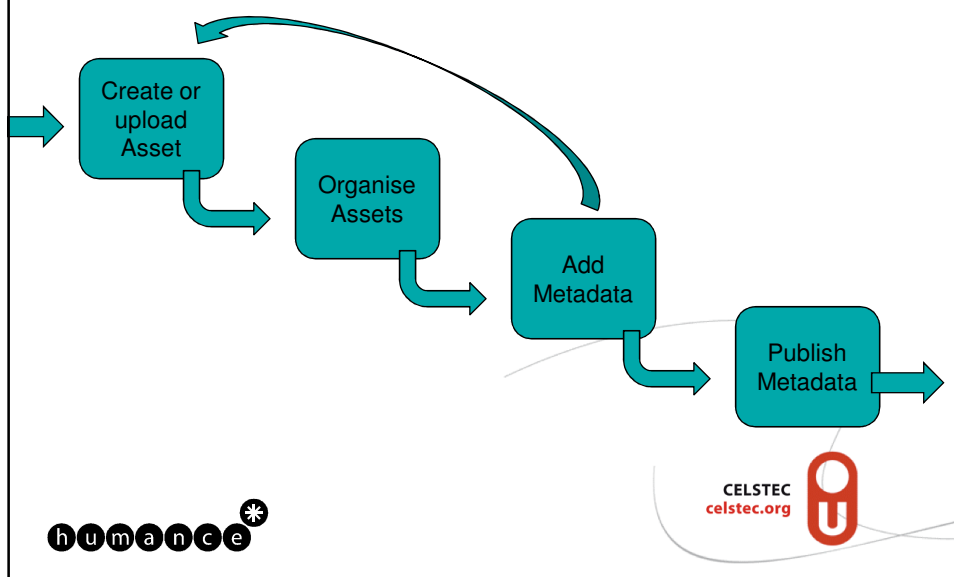 Create or
upload
Asset
Organise
Assets
Add
Metadata
Publish
Metadata
CELSTEC
celstec.org
U
humance*